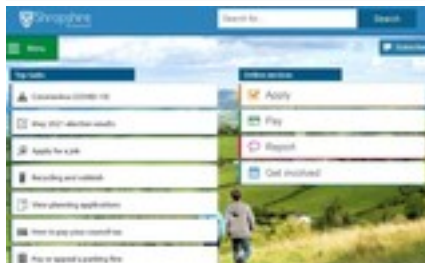 Shropshire
Search for...
Search
Menu
Subscribe
Top tasks
Online services
Coronavirus (COVID-19)
Apply
May 2021 election results
Pay
Apply for a job
Report
Recycling and rubbish
Get involved
View planning applications
How to pay your council tax
Pay or appeal a parking fine